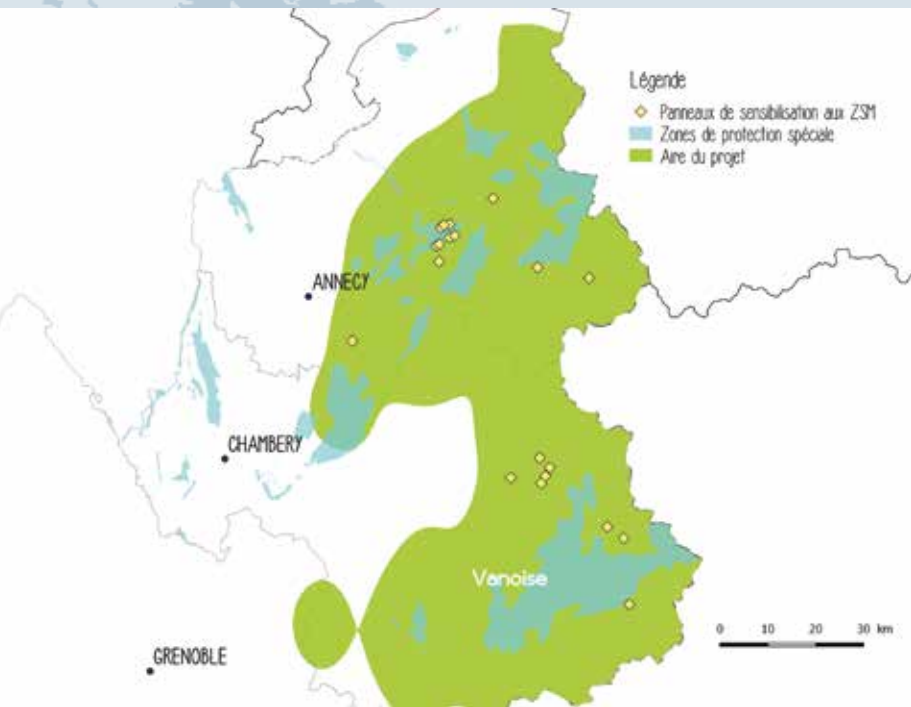 Légende
Panneaux de sensibilisation aux ZSM
Zones de protection spéciale
Aire du projet
ANNECY
CHAMBERY
Vanoise
0 10 20 30 km
GRENOBLE